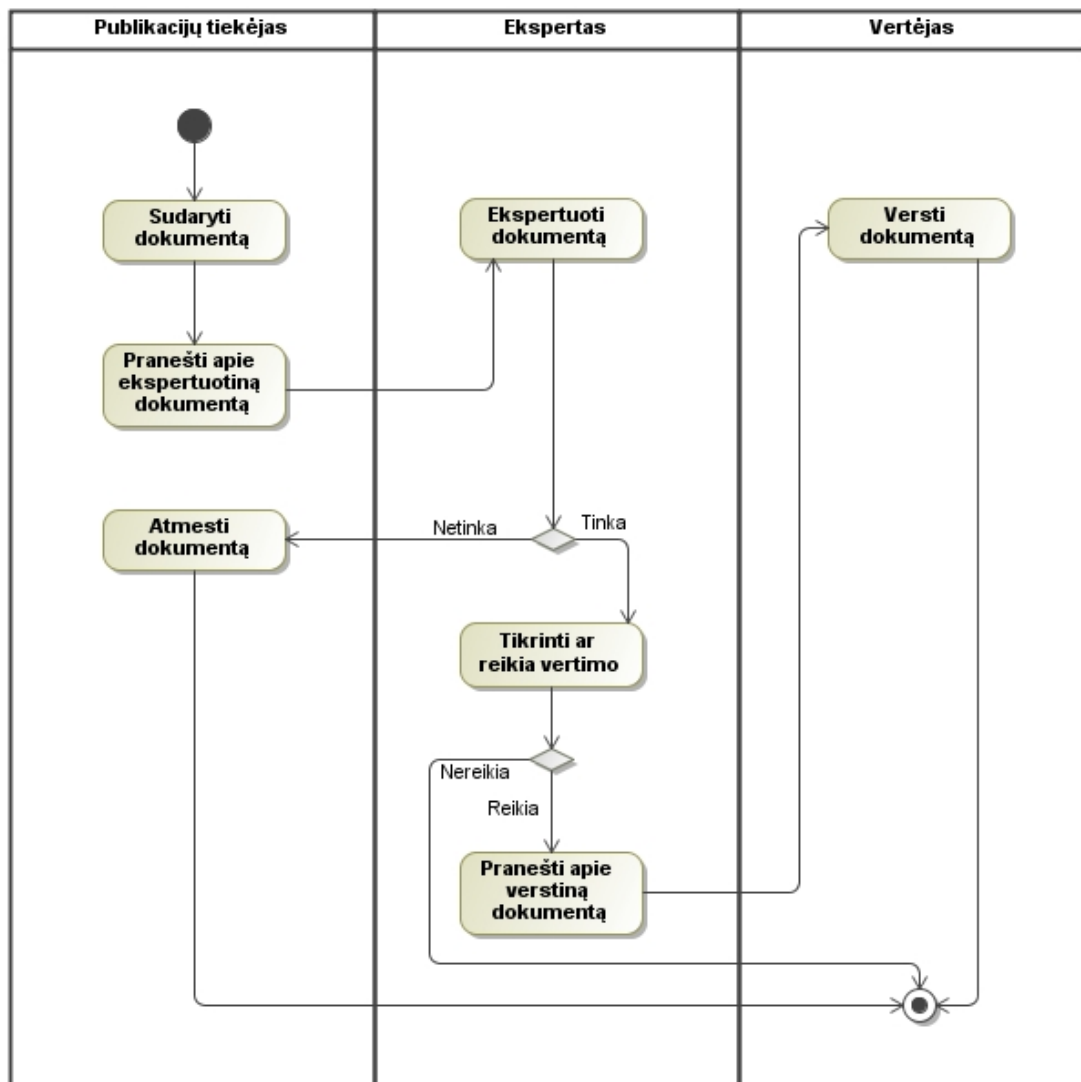 Publikacijų tiekėjas
Ekspertas
Vertėjas
Sudaryti
dokumentą
Ekspertuoti
dokumentą
Versti
dokumentą
Pranešti apie
ekspertuotiną
dokumentą
Atmesti
dokumentą
Netinka
Tinka
Tikrinti ar
reikia vertimo
Nereikia
Reikia
Pranešti apie
verstiną
dokumentą